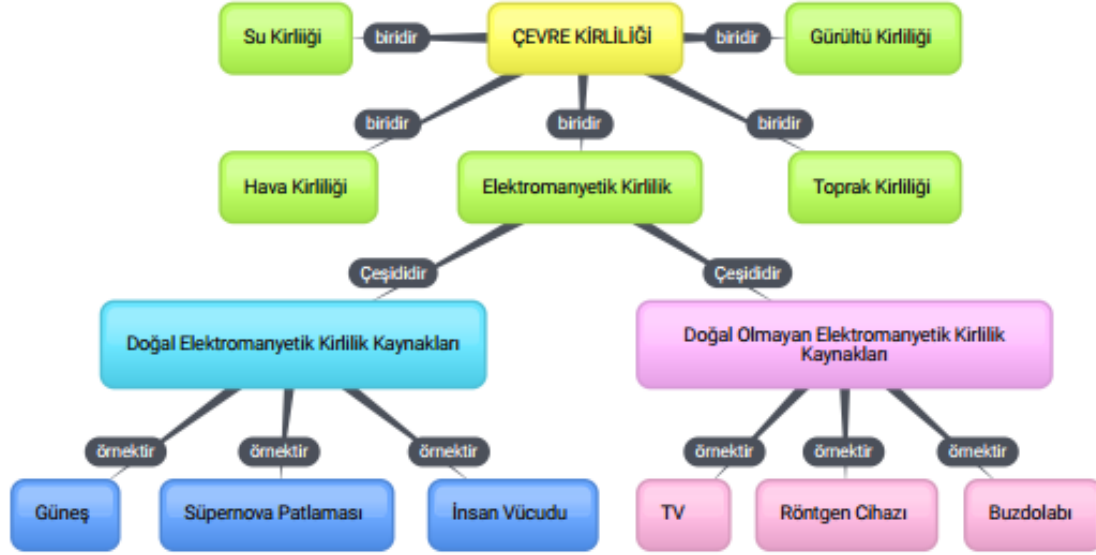 Su Kirliiği
biridir
ÇEVRE KİRLİLİĞİ
biridir
Gürültü Kirliliği
biridir
biridir
biridir
Hava Kirliliği
Elektromanyetik Kirlilik
Toprak Kirliliği
Çeşididir
Çeşididir
Doğal Elektromanyetik Kirlilik Kaynakları
Doğal Olmayan Elektromanyetik Kirlilik
Kaynakları
örnektir
örnektir
örnektir
örnektir
örnektir
örnektir
Güneş
Süpernova Patlaması
İnsan Vücudu
TV
Röntgen Cihazı
Buzdolabı